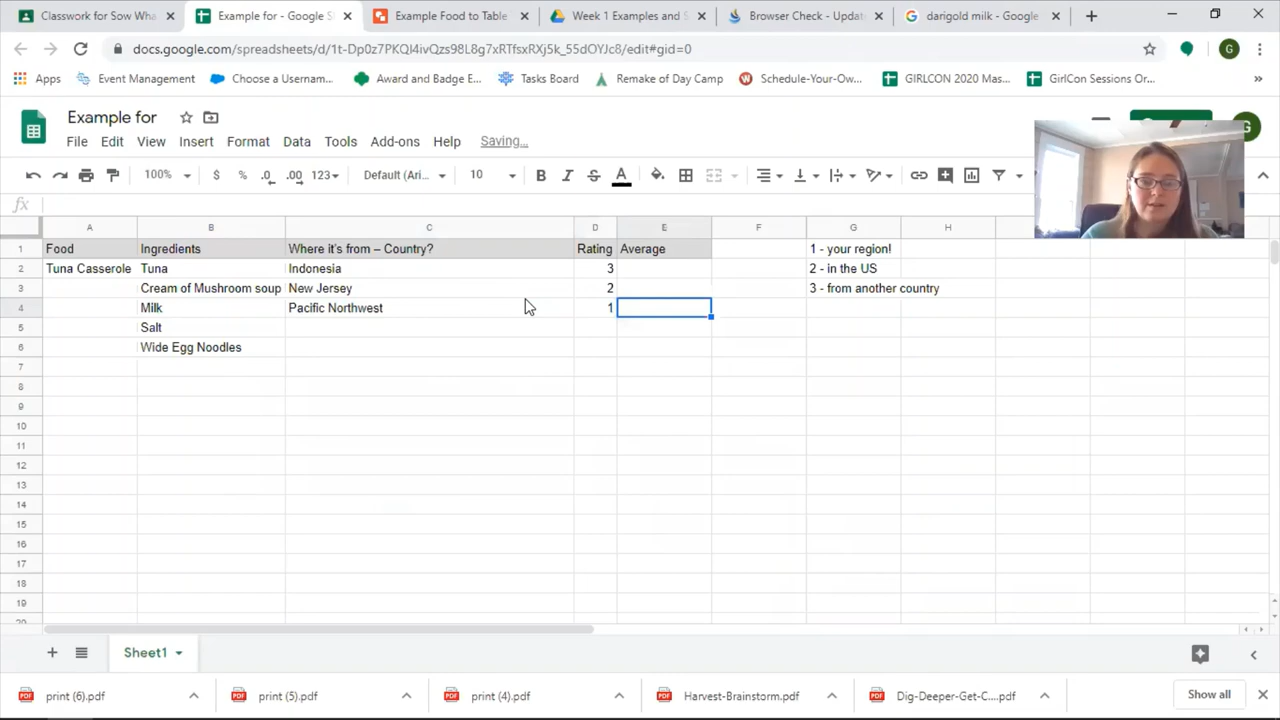 Classwork for Sow Wha
Example for - Google S
Example Food to Table
Week 1 Examples and S
Browser Check - Updat
darigold milk - Google
docs.google.com/spreadsheets/d/1t-Dp0z7PKQl4ivQzs98L8g7xRTfsxRXj5k_55dOYJc8/edit#gid=0
Apps
Event Management
Choose a Usernam...
Award and Badge E...
Tasks Board
Remake of Day Camp...
Schedule-Your-Ow...
GIRLCON 2020 Mas...
GirlCon Sessions Or...
»
Example for
G
File Edit View Insert Format Data Tools Add-ons Help Saving...
100% $ % .0 .00 123 Default (Ari... 10 B I S A
fx
A B C D E F G H
1 Food Ingredients Where it's from – Country? Rating Average 1 - your region!
2 Tuna Casserole Tuna Indonesia 3 2 - in the US
3 Cream of Mushroom soup New Jersey 2 3 - from another country
4 Milk Pacific Northwest 1
5 Salt
6 Wide Egg Noodles
7
8
9
10
11
12
13
14
15
16
17
18
19
20
Sheet1
print (6).pdf
print (5).pdf
print (4).pdf
Harvest-Brainstorm.pdf
Dig-Deeper-Get-C....pdf
Show all